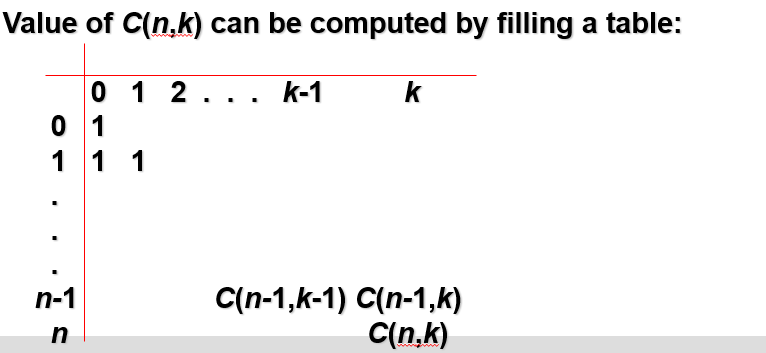 Value of C(n,k) can be computed by filling a table:
0 1 2 . . . k-1 k
0 1
1 1 1
.
.
.
n-1 C(n-1,k-1) C(n-1,k)
n C(n,k)